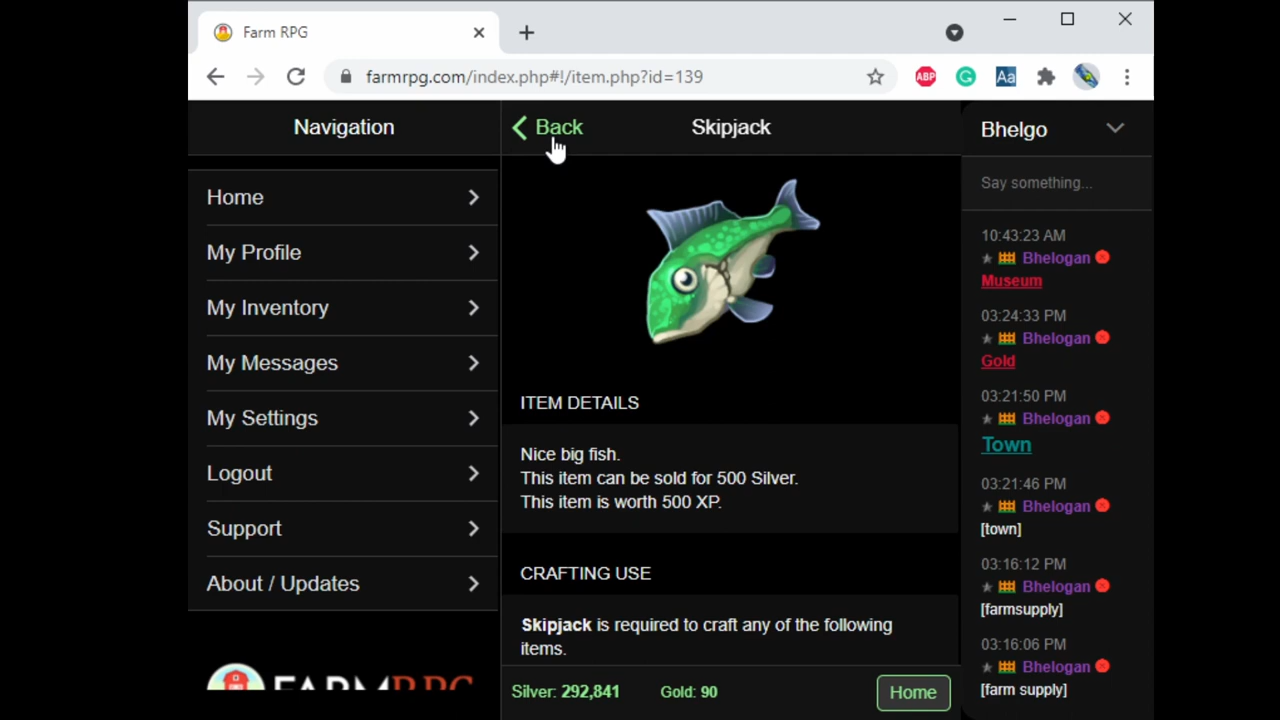 Farm RPG
farmrpg.com/index.php#!/item.php?id=139
ABP
Aa
Navigation
Home
My Profile
My Inventory
My Messages
My Settings
Logout
Support
About / Updates
FARMRPG
Back
Skipjack
ITEM DETAILS
Nice big fish.
This item can be sold for 500 Silver.
This item is worth 500 XP.
CRAFTING USE
Skipjack is required to craft any of the following
items.
Silver: 292,841 Gold: 90 Home
Bhelgo
Say something...
10:43:23 AM
Bhelogan
Museum
03:24:33 PM
Bhelogan
Gold
03:21:50 PM
Bhelogan
Town
03:21:46 PM
Bhelogan
[town]
03:16:12 PM
Bhelogan
[farmsupply]
03:16:06 PM
Bhelogan
[farm supply]